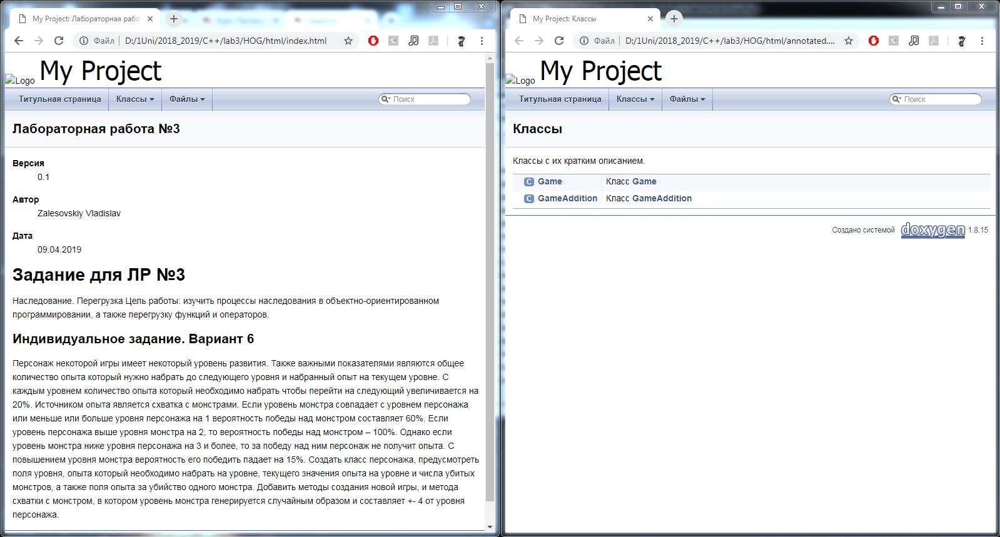 My Project: Лабораторная рабо
Файл
D:/1Uni/2018_2019/C++/lab3/HOG/html/index.html
Logo
My Project
Титульная страница
Классы
Файлы
Поиск
Лабораторная работа №3
Версия
0.1
Автор
Zalesovskiy Vladislav
Дата
09.04.2019
Задание для ЛР №3
Наследование. Перегрузка Цель работы: изучить процессы наследования в объектно-ориентированном
программировании, а также перегрузку функций и операторов.
Индивидуальное задание. Вариант 6
Персонаж некоторой игры имеет некоторый уровень развития. Также важными показателями являются общее
количество опыта который нужно набрать до следующего уровня и набранный опыт на текущем уровне. С
каждым уровнем количество опыта который необходимо набрать чтобы перейти на следующий увеличивается на
20%. Источником опыта является схватка с монстрами. Если уровень монстра совпадает с уровнем персонажа
или меньше или больше уровня персонажа на 1 вероятность победы над монстром составляет 60%. Если
уровень персонажа выше уровня монстра на 2, то вероятность победы над монстром – 100%. Однако если
уровень монстра ниже уровня персонажа на 3 и более, то за победу над ним персонаж не получит опыта. С
повышением уровня монстра вероятность его победить падает на 15%. Создать класс персонажа, предусмотреть
поля уровня, опыта который необходимо набрать на уровне, текущего значения опыта на уровне и числа убитых
монстров, а также поля опыта за убийство одного монстра. Добавить методы создания новой игры, и метода
схватки с монстром, в котором уровень монстра генерируется случайным образом и составляет +- 4 от уровня
персонажа.
My Project: Классы
Файл
D:/1Uni/2018_2019/C++/lab3/HOG/html/annotated....
Logo
My Project
Титульная страница
Классы
Файлы
Поиск
Классы
Классы с их кратким описанием.
C Game Класс Game
C GameAddition Класс GameAddition
Создано системой doxygen 1.8.15